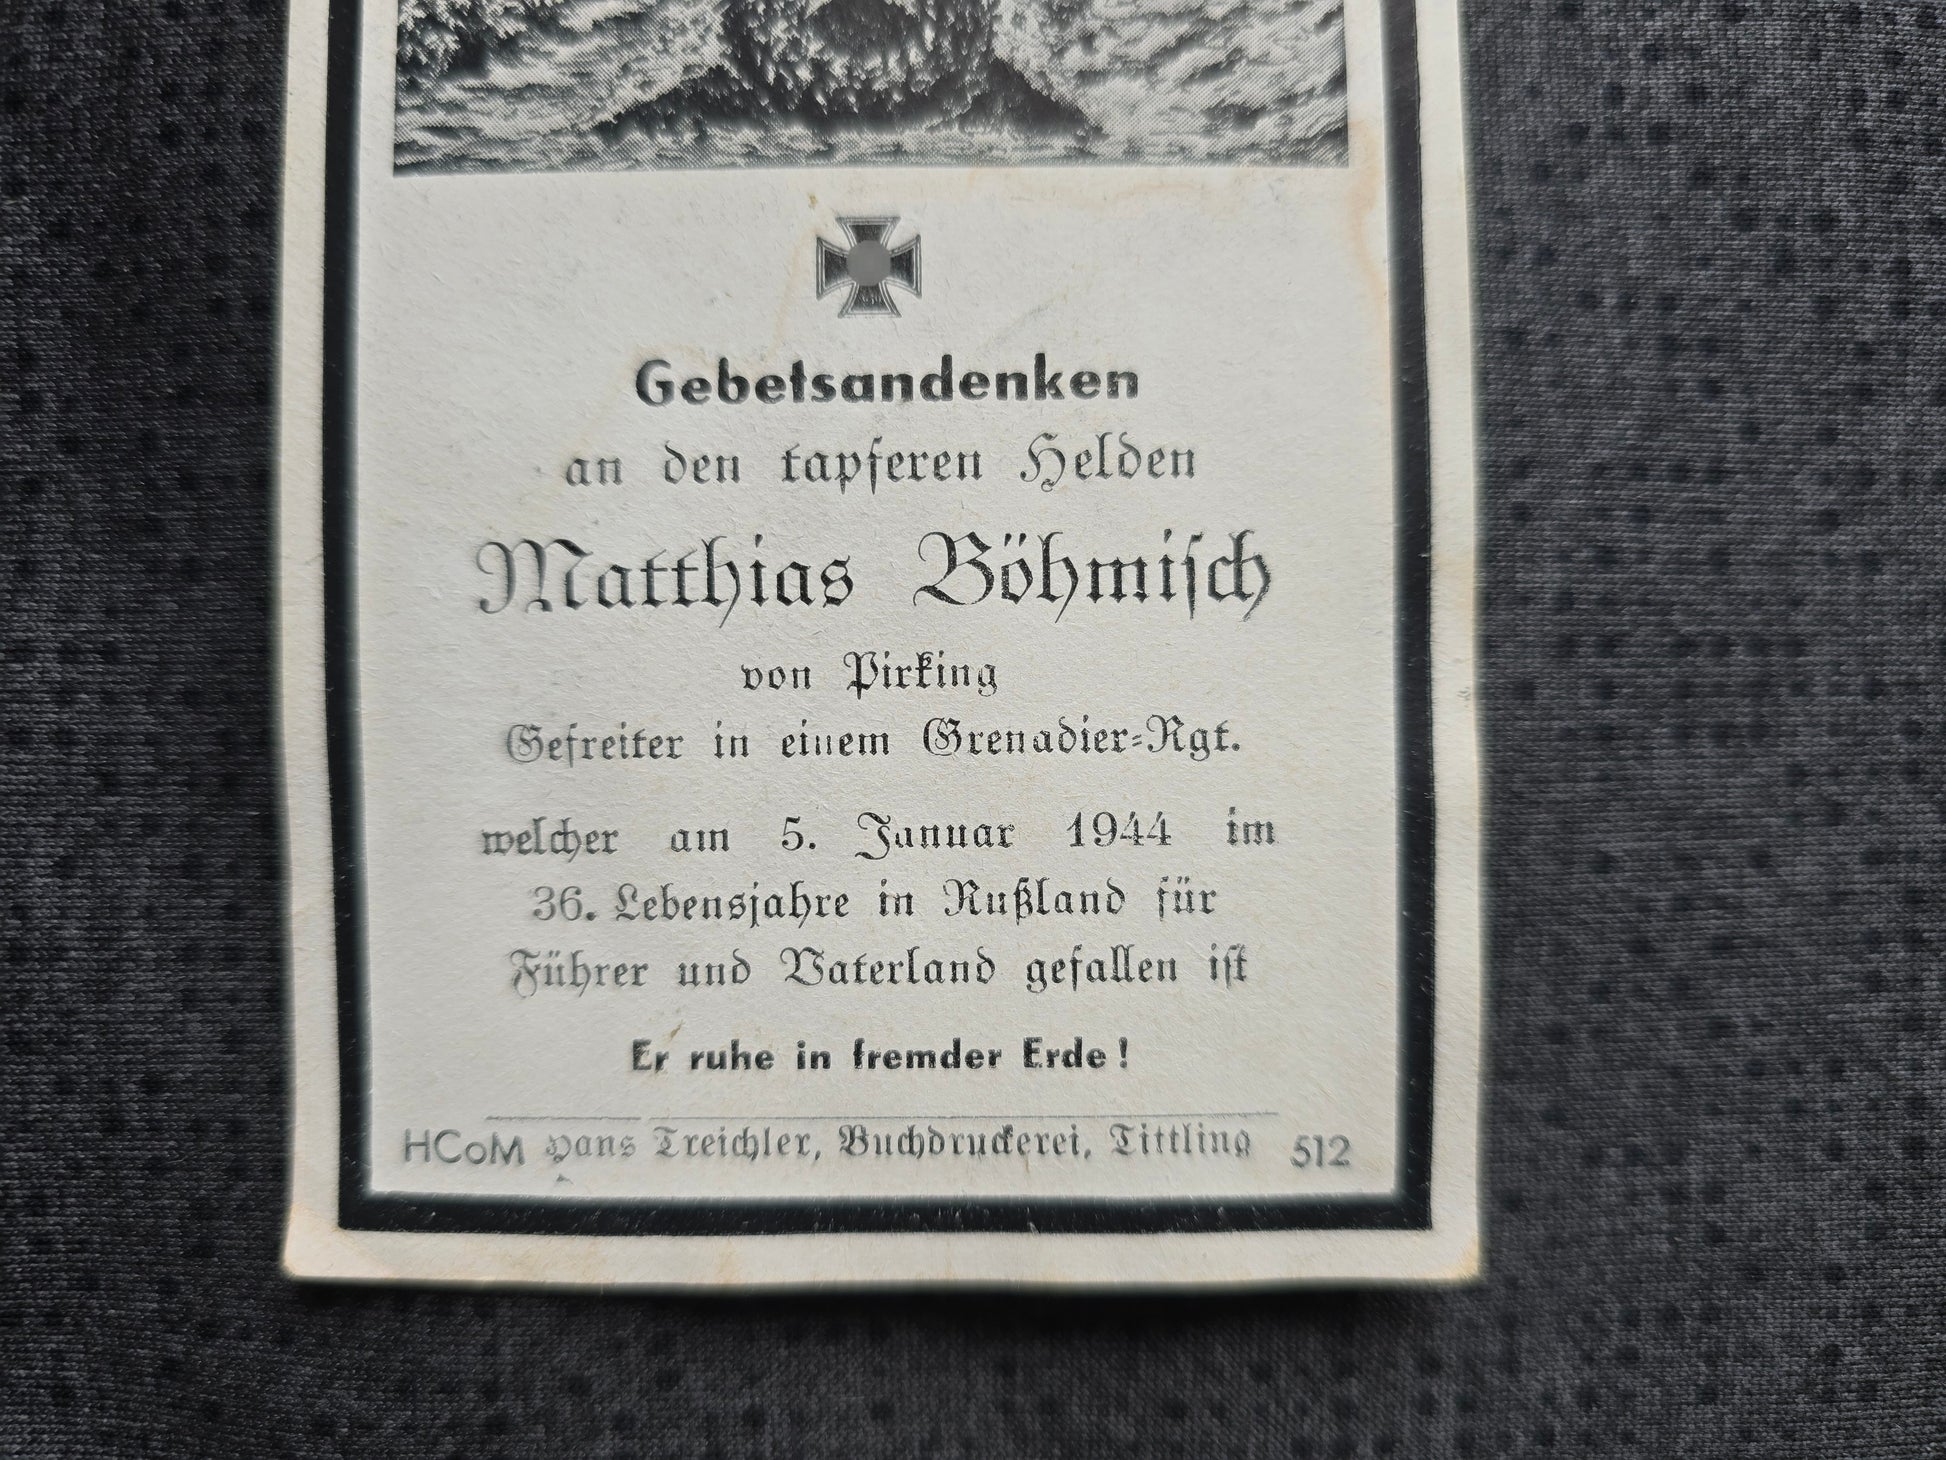 Gebetsandenken
an den tapferen Helden
Matthias Böhmisch
von Pirking
Gefreiter in einem Grenadier-Rgt.
welcher am 5. Januar 1944 im
36. Lebensjahre in Rußland für
Führer und Vaterland gefallen ist
Er ruhe in fremder Erde!
HCoM Hans Treichler, Buchdruckerei, Tittling 512